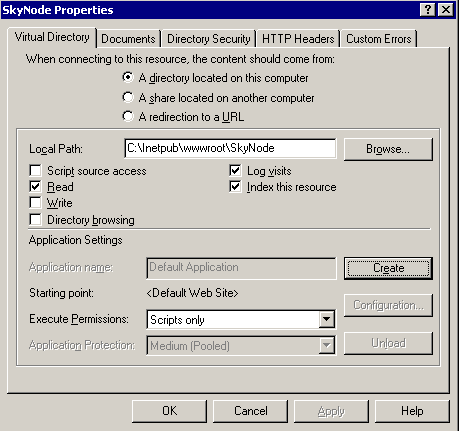 SkyNode Properties
Virtual Directory Documents Directory Security HTTP Headers Custom Errors
When connecting to this resource, the content should come from:
A directory located on this computer
A share located on another computer
A redirection to a URL
Local Path: C:\Inetpub\wwwroot\SkyNode Browse...
Script source access Log visits
Read Index this resource
Write
Directory browsing
Application Settings
Application name: Default Application Create
Starting point: <Default Web Site>
Configuration...
Execute Permissions: Scripts only
Application Protection: Medium (Pooled) Unload
OK Cancel Apply Help